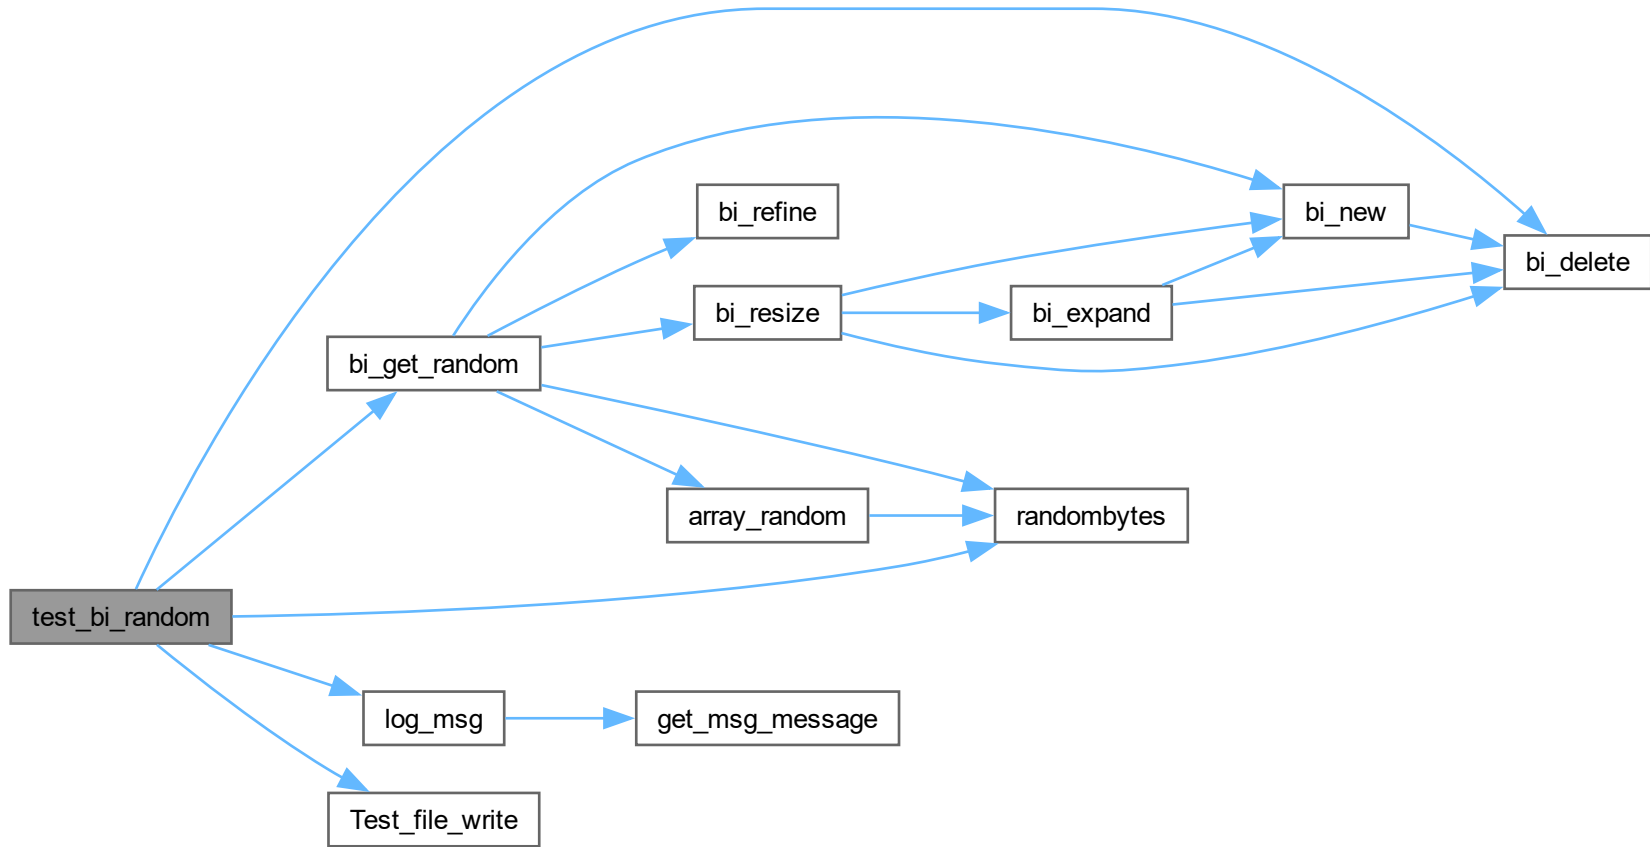 bi_refine
bi_new
bi_delete
bi_resize
bi_expand
bi_get_random
array_random
randombytes
test_bi_random
log_msg
get_msg_message
Test_file_write